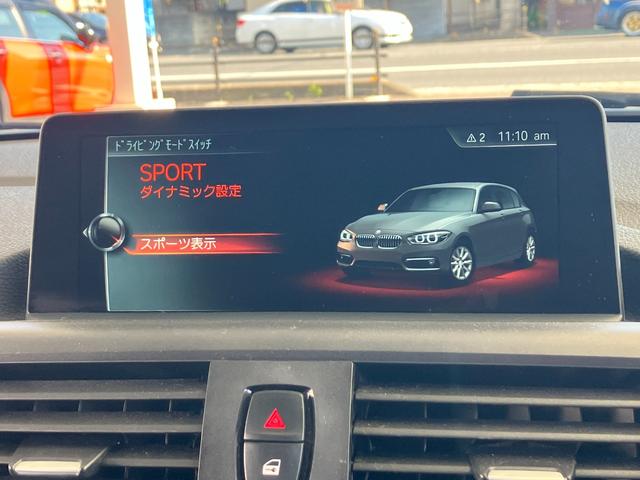 ﾄﾞﾗｲﾋﾞﾝｸﾞﾓｰﾄﾞｽｲｯﾁ
2 11:10 am
SPORT
ダイナミック設定
スポーツ表示